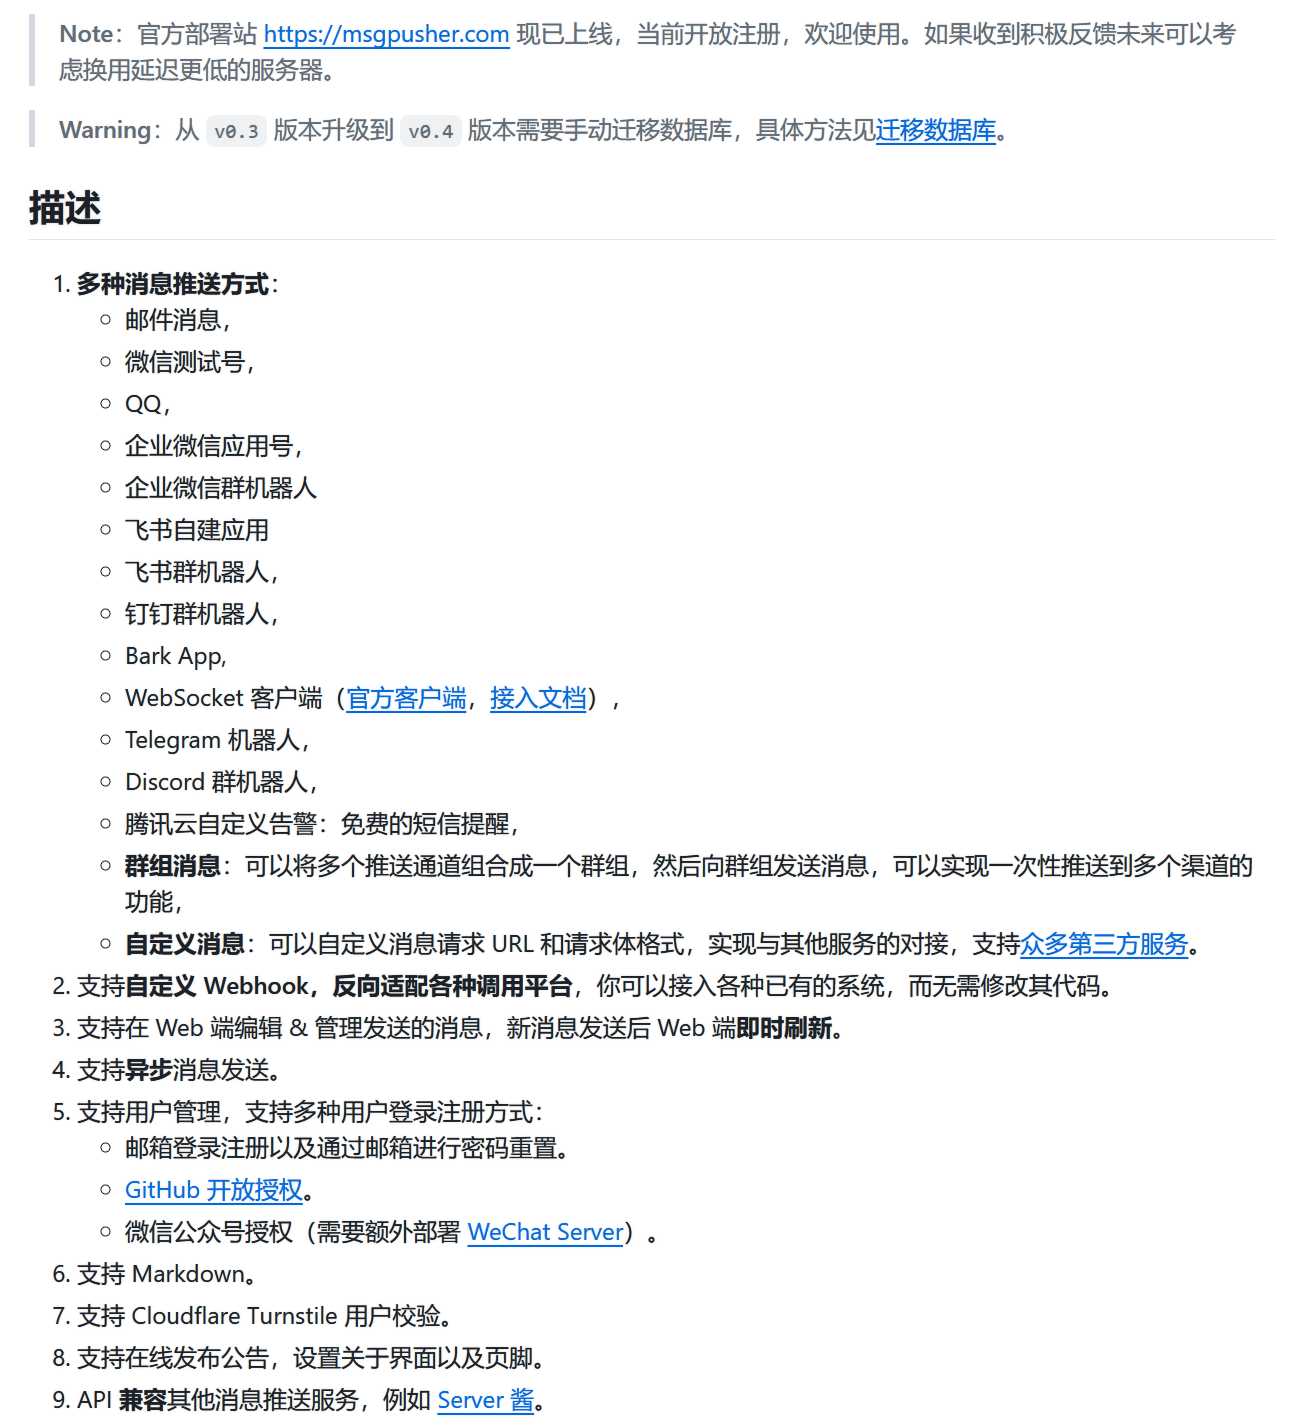 Note：官方部署站 https://msgpusher.com 现已上线，当前开放注册，欢迎使用。如果收到积极反馈未来可以考
虑换用延迟更低的服务器。
Warning：从 v0.3 版本升级到 v0.4 版本需要手动迁移数据库，具体方法见迁移数据库。
描述
1. 多种消息推送方式：
○ 邮件消息，
○ 微信测试号，
○ QQ，
○ 企业微信应用号，
○ 企业微信群机器人
○ 飞书自建应用
○ 飞书群机器人，
○ 钉钉群机器人，
○ Bark App,
○ WebSocket 客户端（官方客户端，接入文档），
○ Telegram 机器人，
○ Discord 群机器人，
○ 腾讯云自定义告警：免费的短信提醒，
○ 群组消息：可以将多个推送通道组合成一个群组，然后向群组发送消息，可以实现一次性推送到多个渠道的
功能，
○ 自定义消息：可以自定义消息请求 URL 和请求体格式，实现与其他服务的对接，支持众多第三方服务。
2. 支持自定义 Webhook，反向适配各种调用平台，你可以接入各种已有的系统，而无需修改其代码。
3. 支持在 Web 端编辑 & 管理发送的消息，新消息发送后 Web 端即时刷新。
4. 支持异步消息发送。
5. 支持用户管理，支持多种用户登录注册方式：
○ 邮箱登录注册以及通过邮箱进行密码重置。
○ GitHub 开放授权。
○ 微信公众号授权（需要额外部署 WeChat Server）。
6. 支持 Markdown。
7. 支持 Cloudflare Turnstile 用户校验。
8. 支持在线发布公告，设置关于界面以及页脚。
9. API 兼容其他消息推送服务，例如 Server 酱。